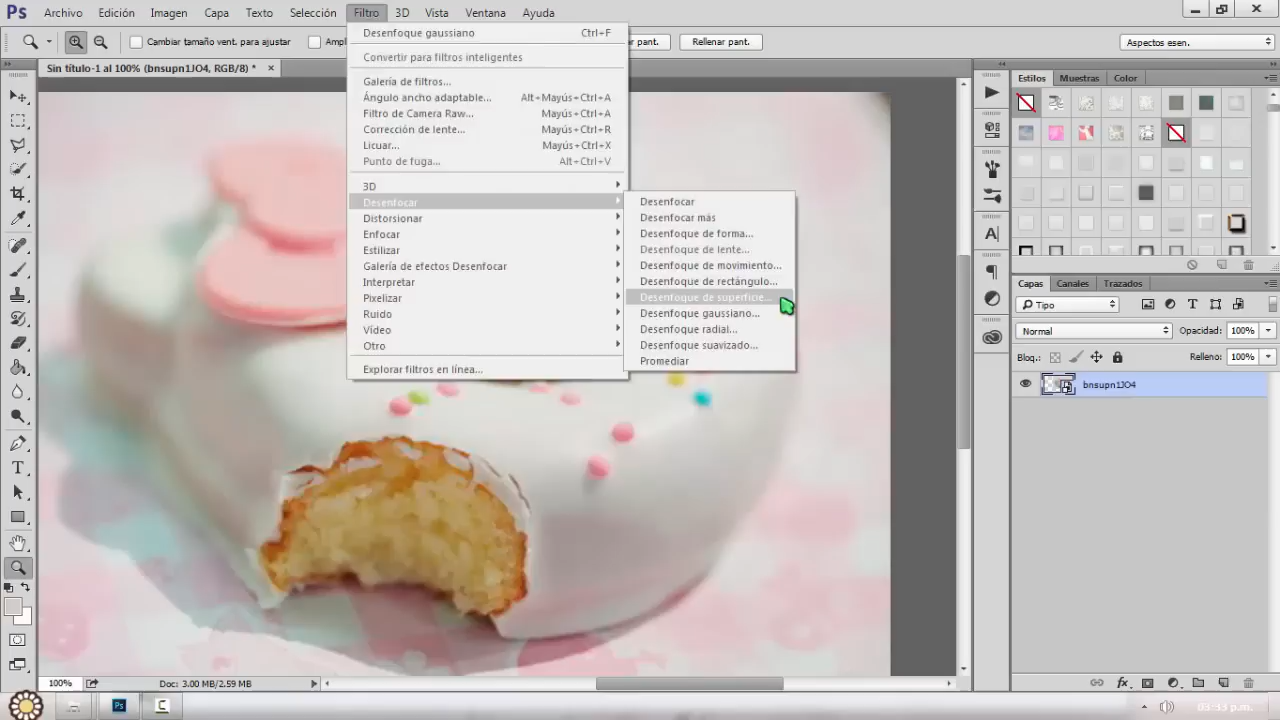 Ps Archivo Edición Imagen Capa Texto Selección Filtro 3D Vista Ventana Ayuda
Cambiar tamaño vent. para ajustar
pant.
Rellenar pant.
Aspectos esen.
Sin título-1 al 100% (bnsupn1JO4, RGB/8) *
Desenfoque gaussiano Ctrl+F
Convertir para filtros inteligentes
Galería de filtros...
Ángulo ancho adaptable... Alt+Mayús+Ctrl+A
Filtro de Camera Raw... Mayús+Ctrl+A
Corrección de lente... Mayús+Ctrl+R
Licuar... Mayús+Ctrl+X
Punto de fuga... Alt+Ctrl+V
3D
Desenfocar
Distorsionar
Enfocar
Estilizar
Galería de efectos Desenfocar
Interpretar
Pixelizar
Ruido
Vídeo
Otro
Explorar filtros en línea...
Desenfocar
Desenfocar más
Desenfoque de forma...
Desenfoque de lente...
Desenfoque de movimiento...
Desenfoque de rectángulo...
Desenfoque de superficie...
Desenfoque gaussiano...
Desenfoque radial...
Desenfoque suavizado...
Promediar
Estilos Muestras Color
Capas Canales Trazados
Tipo
Normal Opacidad: 100%
Bloq.: Relleno: 100%
bnsupn1JO4
fx
100% Doc: 3.00 MB/2.59 MB
Ps
03:33 p.m.